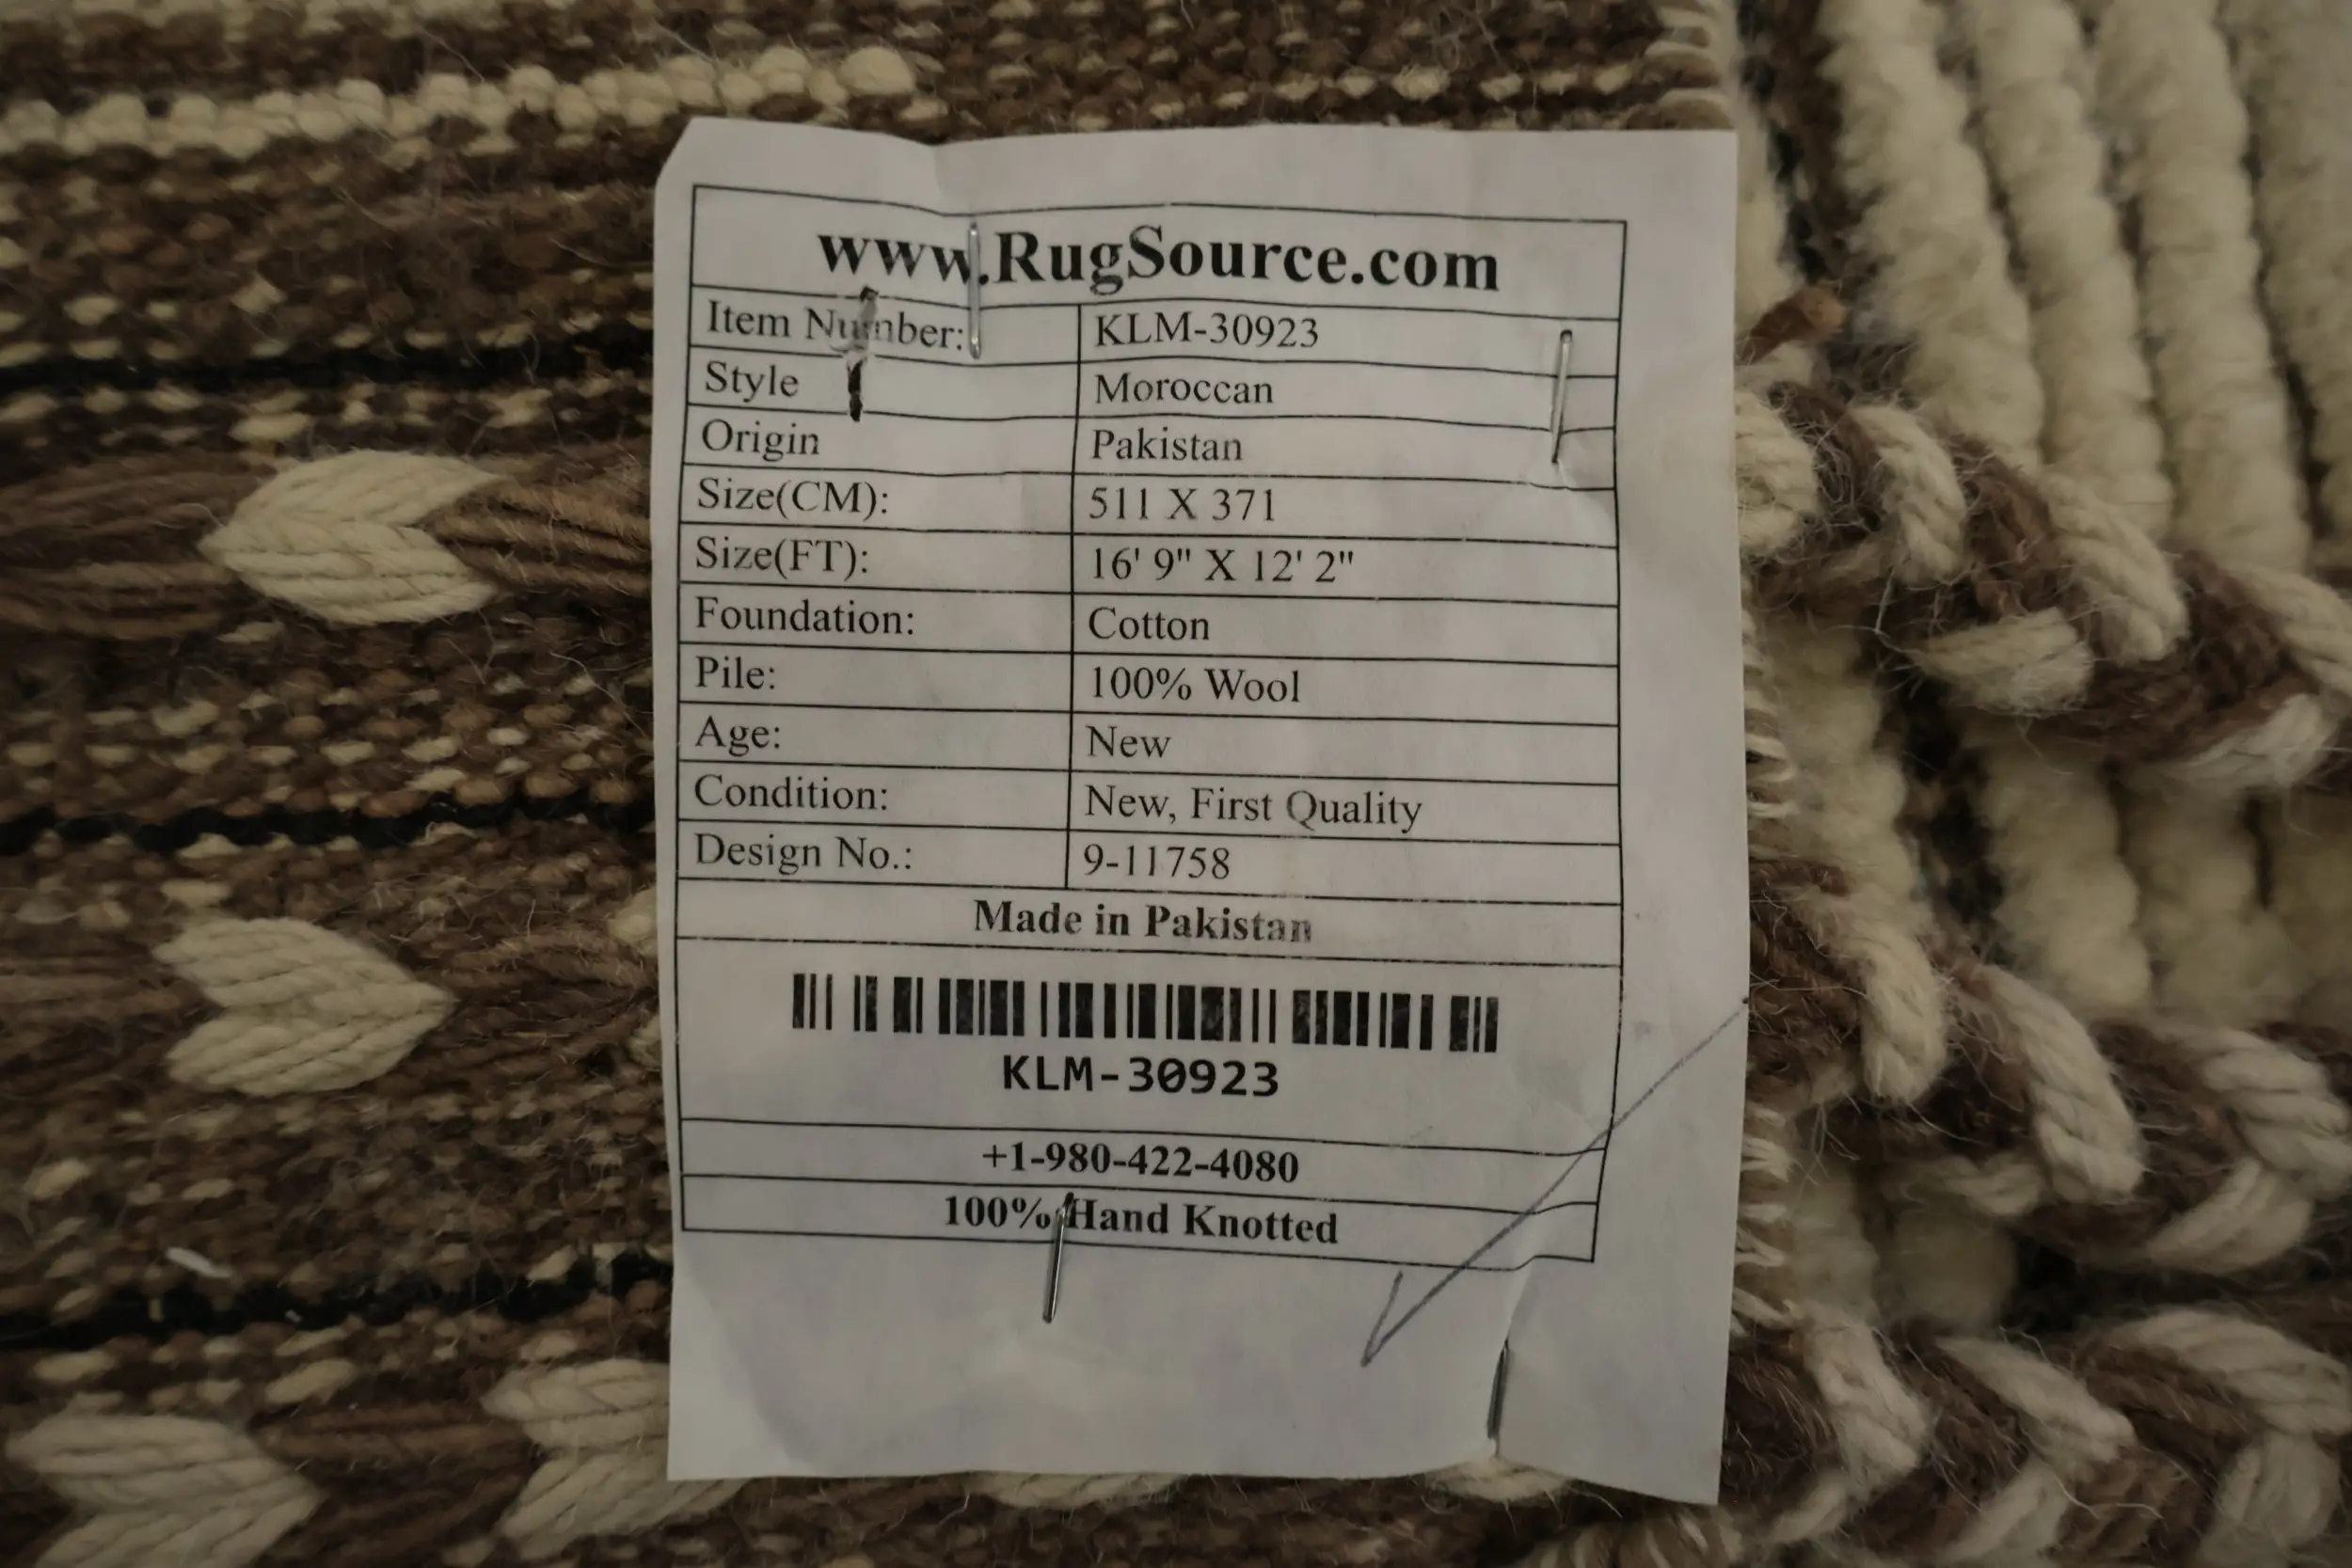 www.RugSource.com
Item Number: KLM-30923
Style Moroccan
Origin Pakistan
Size(CM): 511 X 371
Size(FT): 16' 9" X 12' 2"
Foundation: Cotton
Pile: 100% Wool
Age: New
Condition: New, First Quality
Design No.: 9-11758
Made in Pakistan
KLM-30923
+1-980-422-4080
100% Hand Knotted